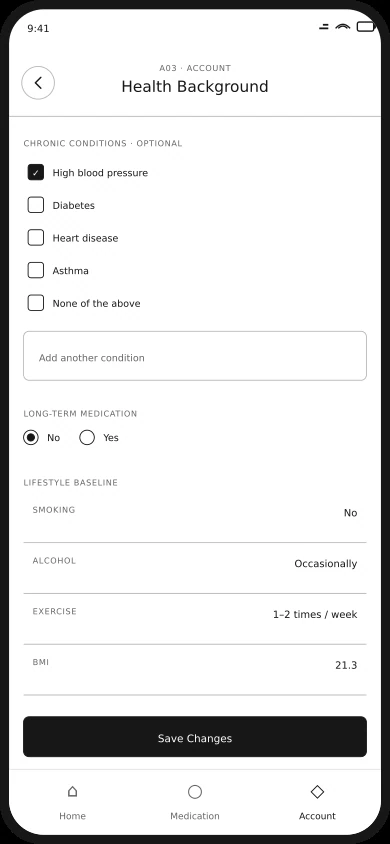 9:41
A03 · ACCOUNT
Health Background
CHRONIC CONDITIONS · OPTIONAL
✓ High blood pressure
Diabetes
Heart disease
Asthma
None of the above
Add another condition
LONG-TERM MEDICATION
No Yes
LIFESTYLE BASELINE
SMOKING No
ALCOHOL Occasionally
EXERCISE 1–2 times / week
BMI 21.3
Save Changes
Home Medication Account